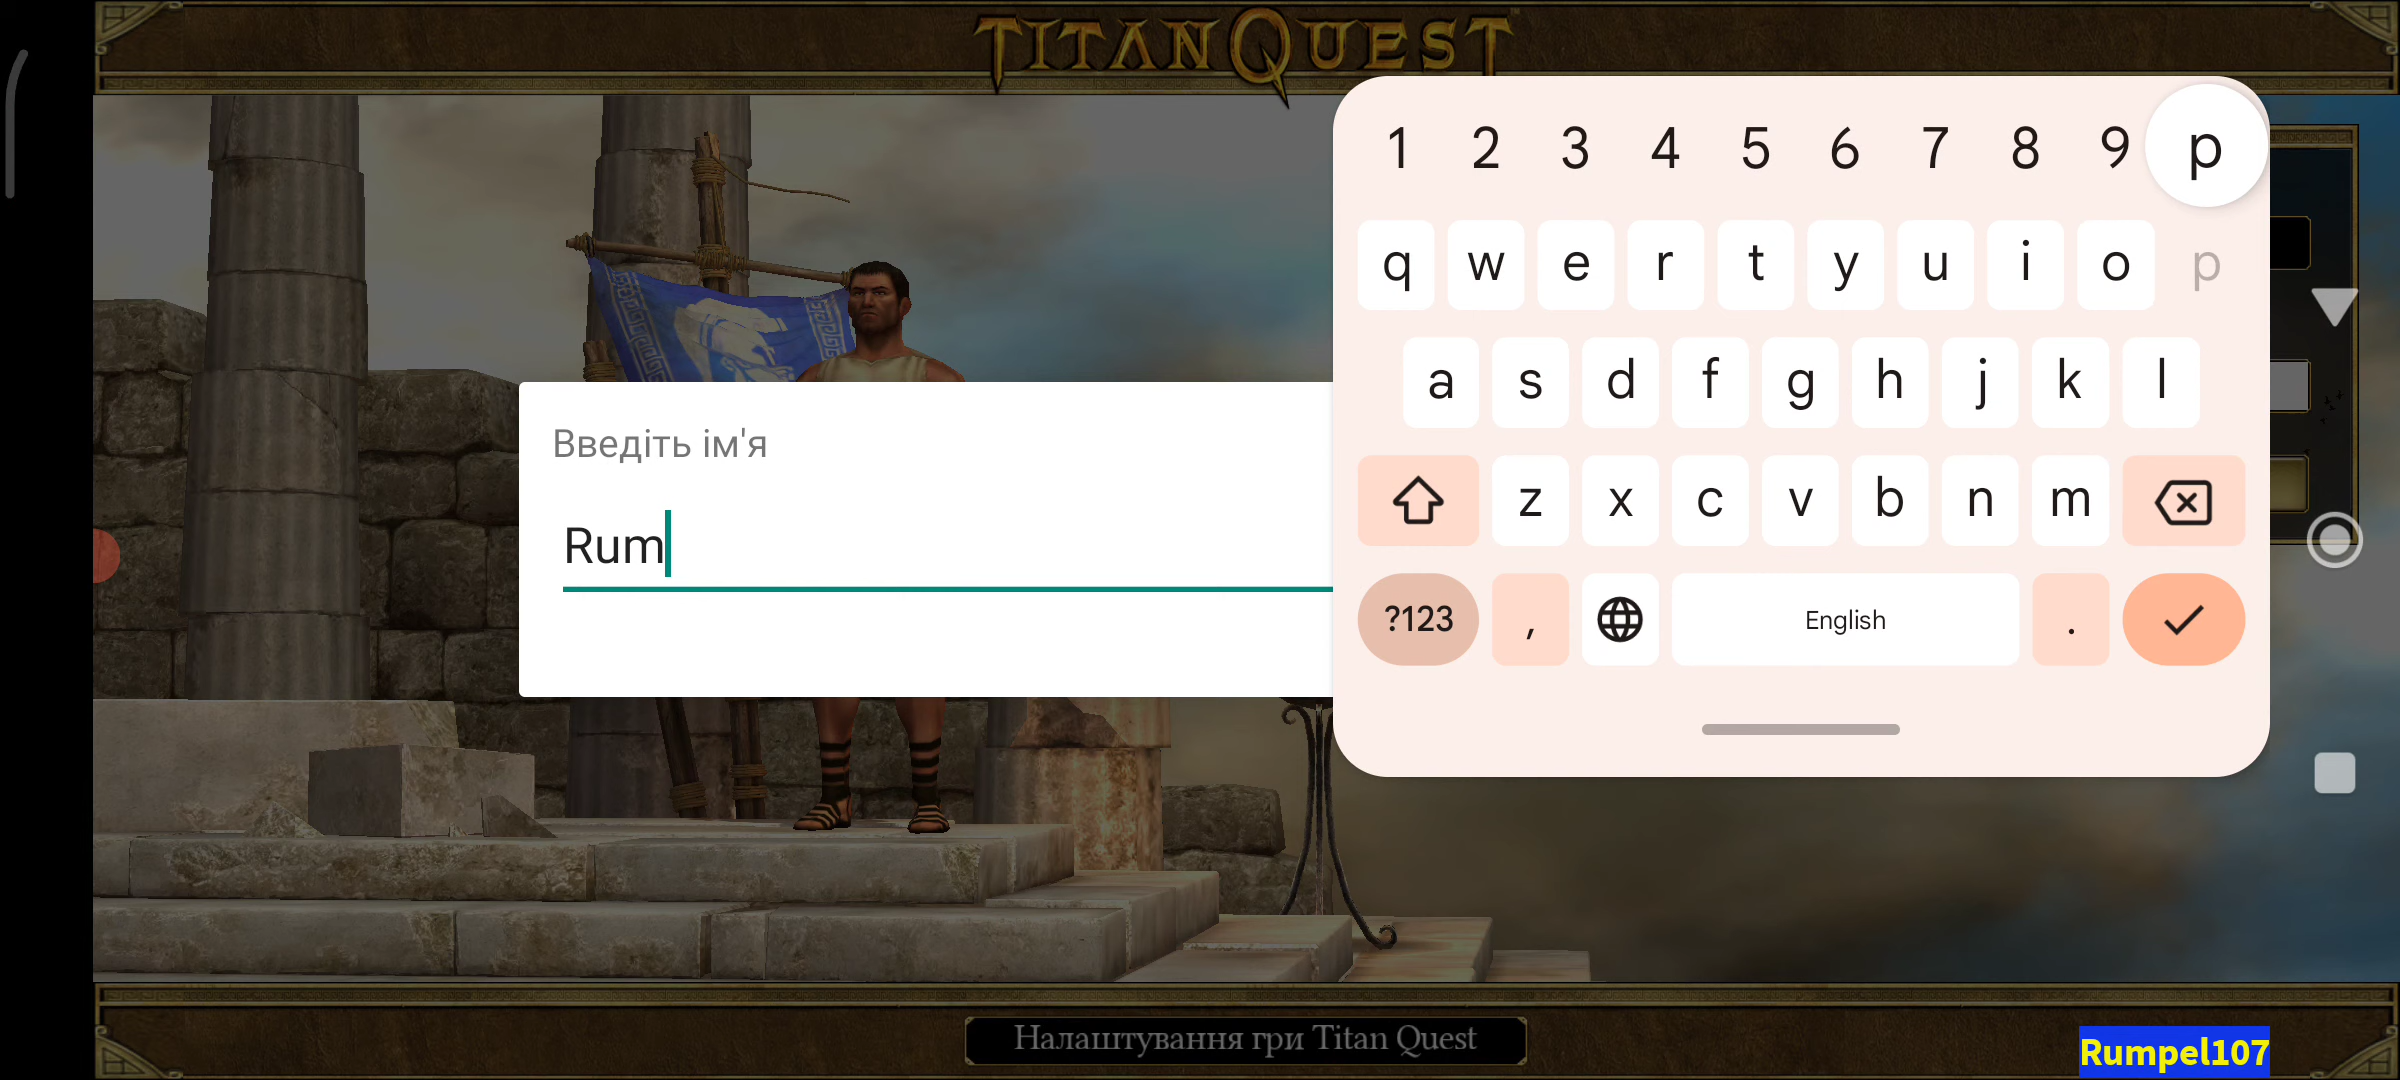 TITAN QUEST
Введіть ім'я
Rum
1 2 3 4 5 6 7 8 9 p
q w e r t y u i o p
a s d f g h j k l
z x c v b n m
?123 , English .
Налаштування гри Titan Quest
Rumpel107